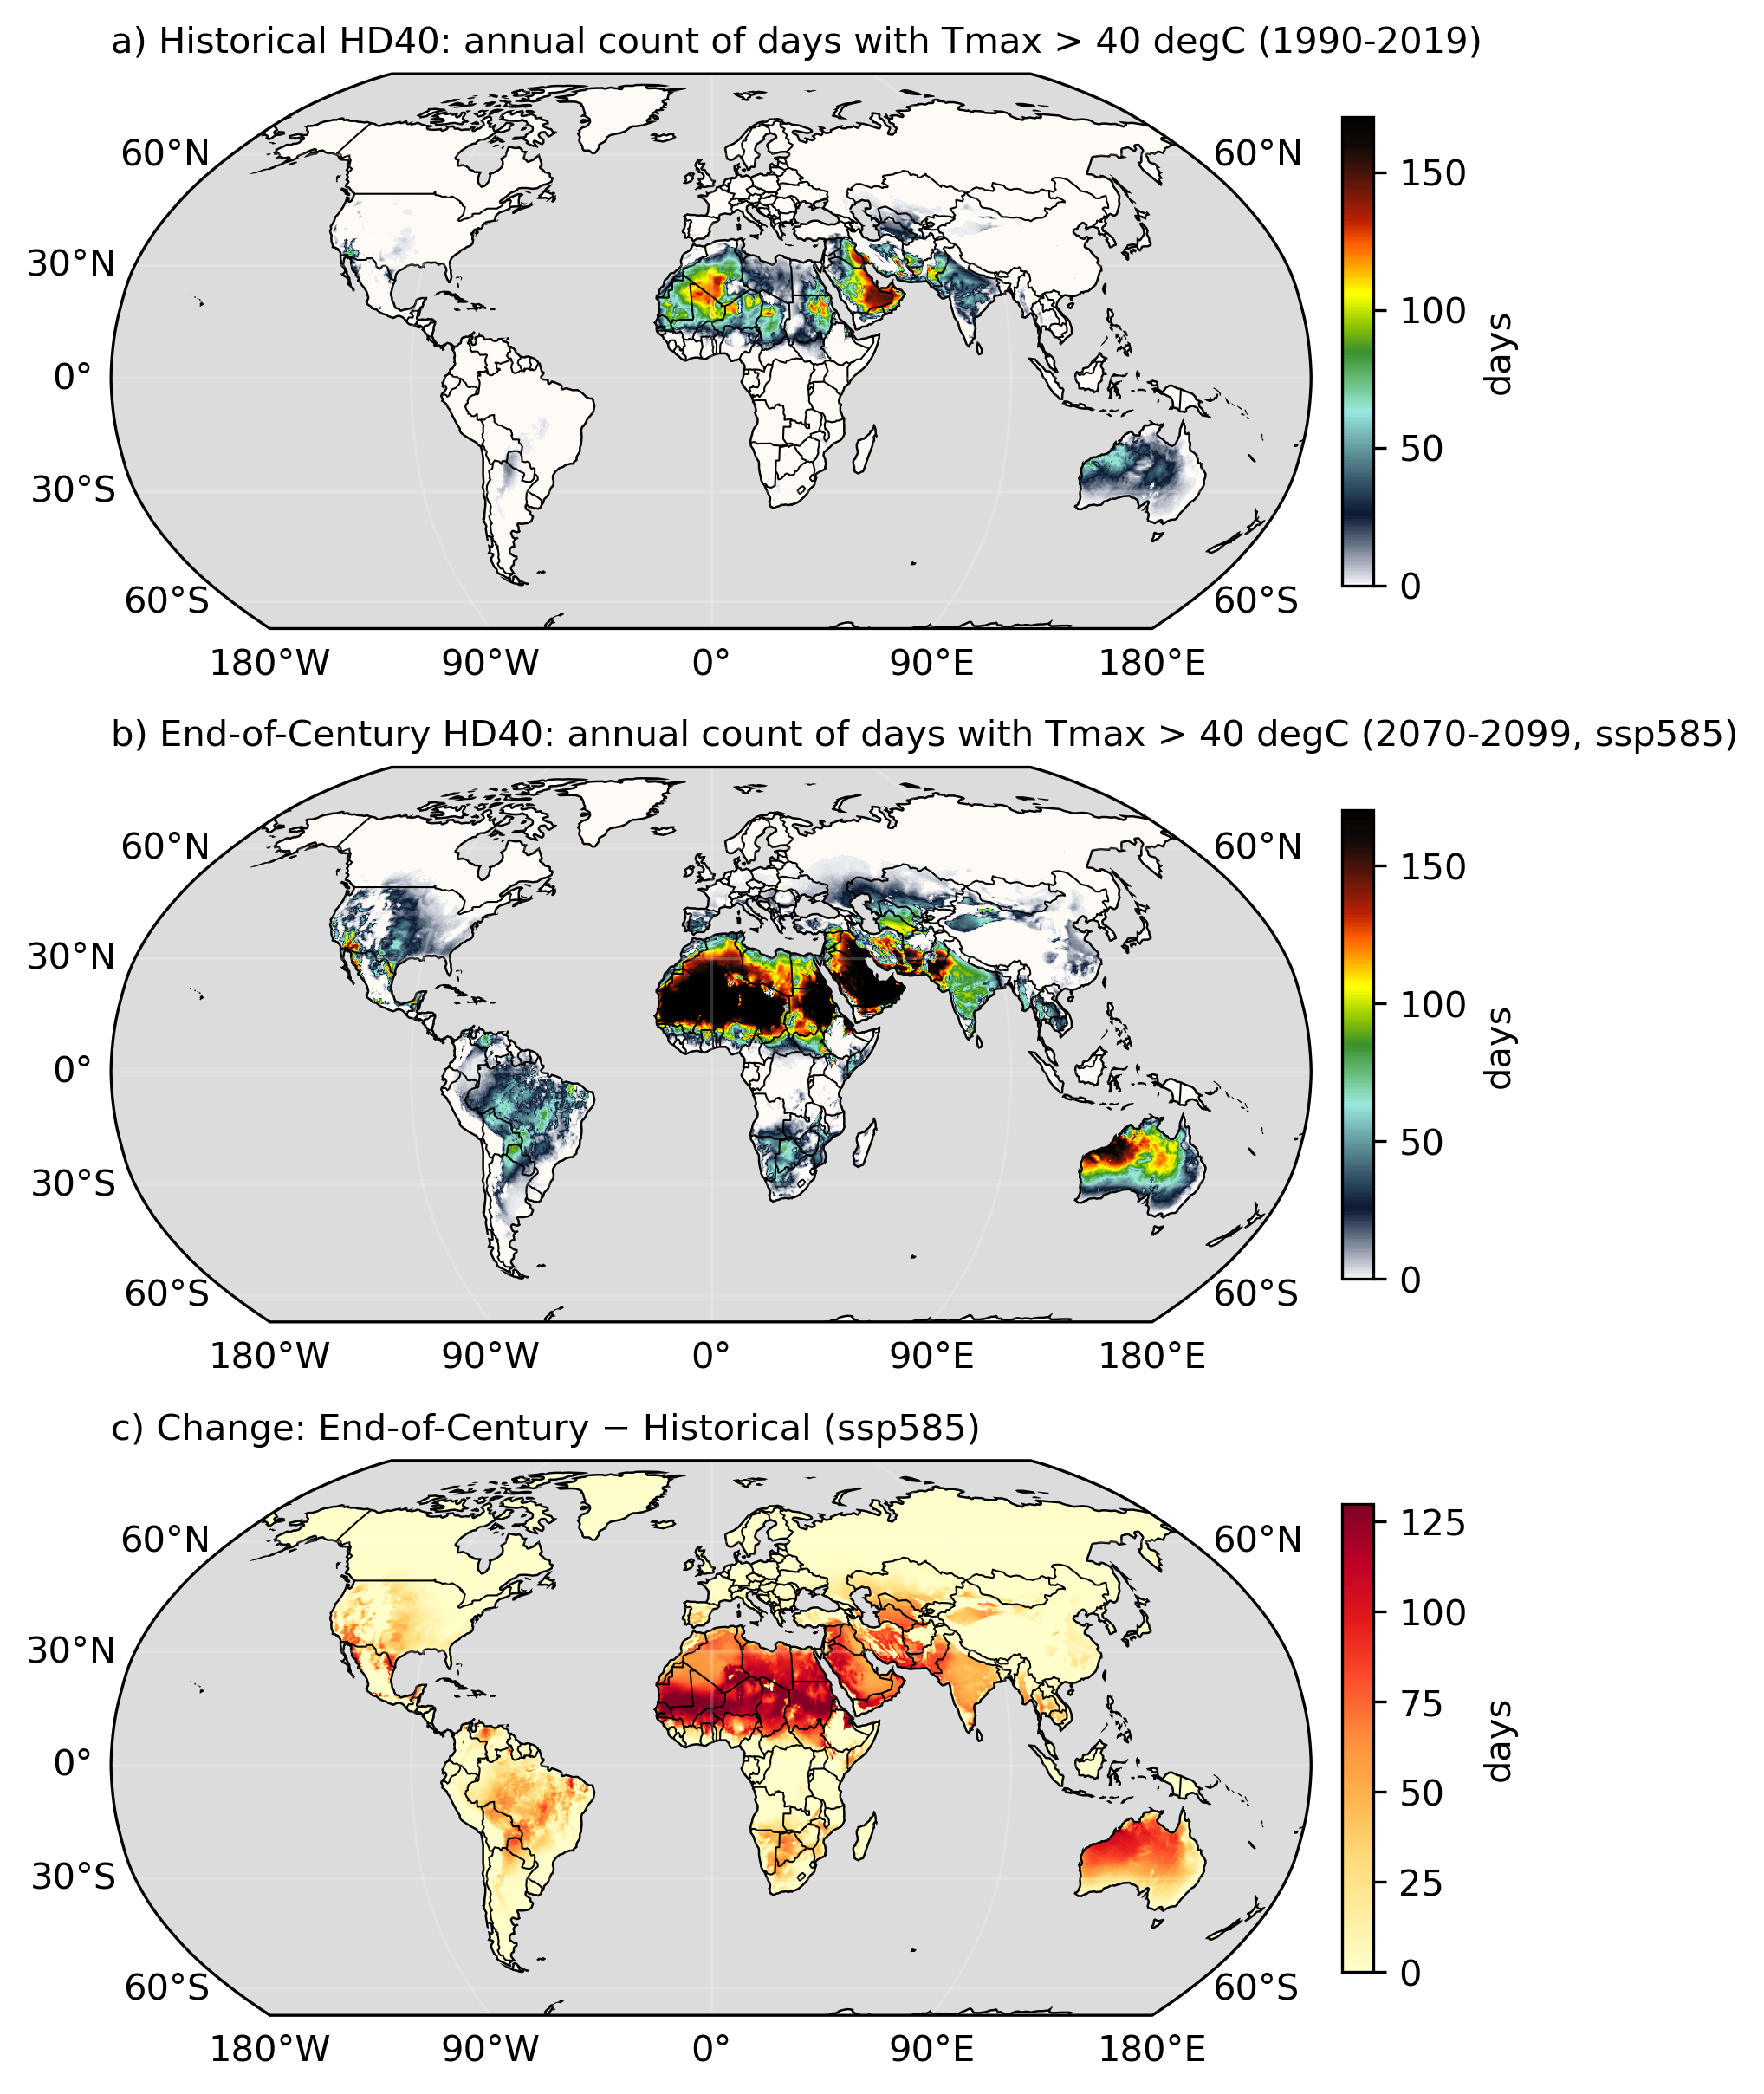 a) Historical HD40: annual count of days with Tmax > 40 degC (1990-2019)
60°N
60°N
150
30°N
100
days
0°
50
30°S
0
60°S
60°S
180°W
90°W
0°
90°E
180°E
b) End-of-Century HD40: annual count of days with Tmax > 40 degC (2070-2099, ssp585)
60°N
60°N
150
30°N
100
days
0°
50
30°S
0
60°S
60°S
180°W
90°W
0°
90°E
180°E
c) Change: End-of-Century − Historical (ssp585)
125
60°N
60°N
100
30°N
75
days
0°
50
30°S
25
0
60°S
60°S
180°W
90°W
0°
90°E
180°E